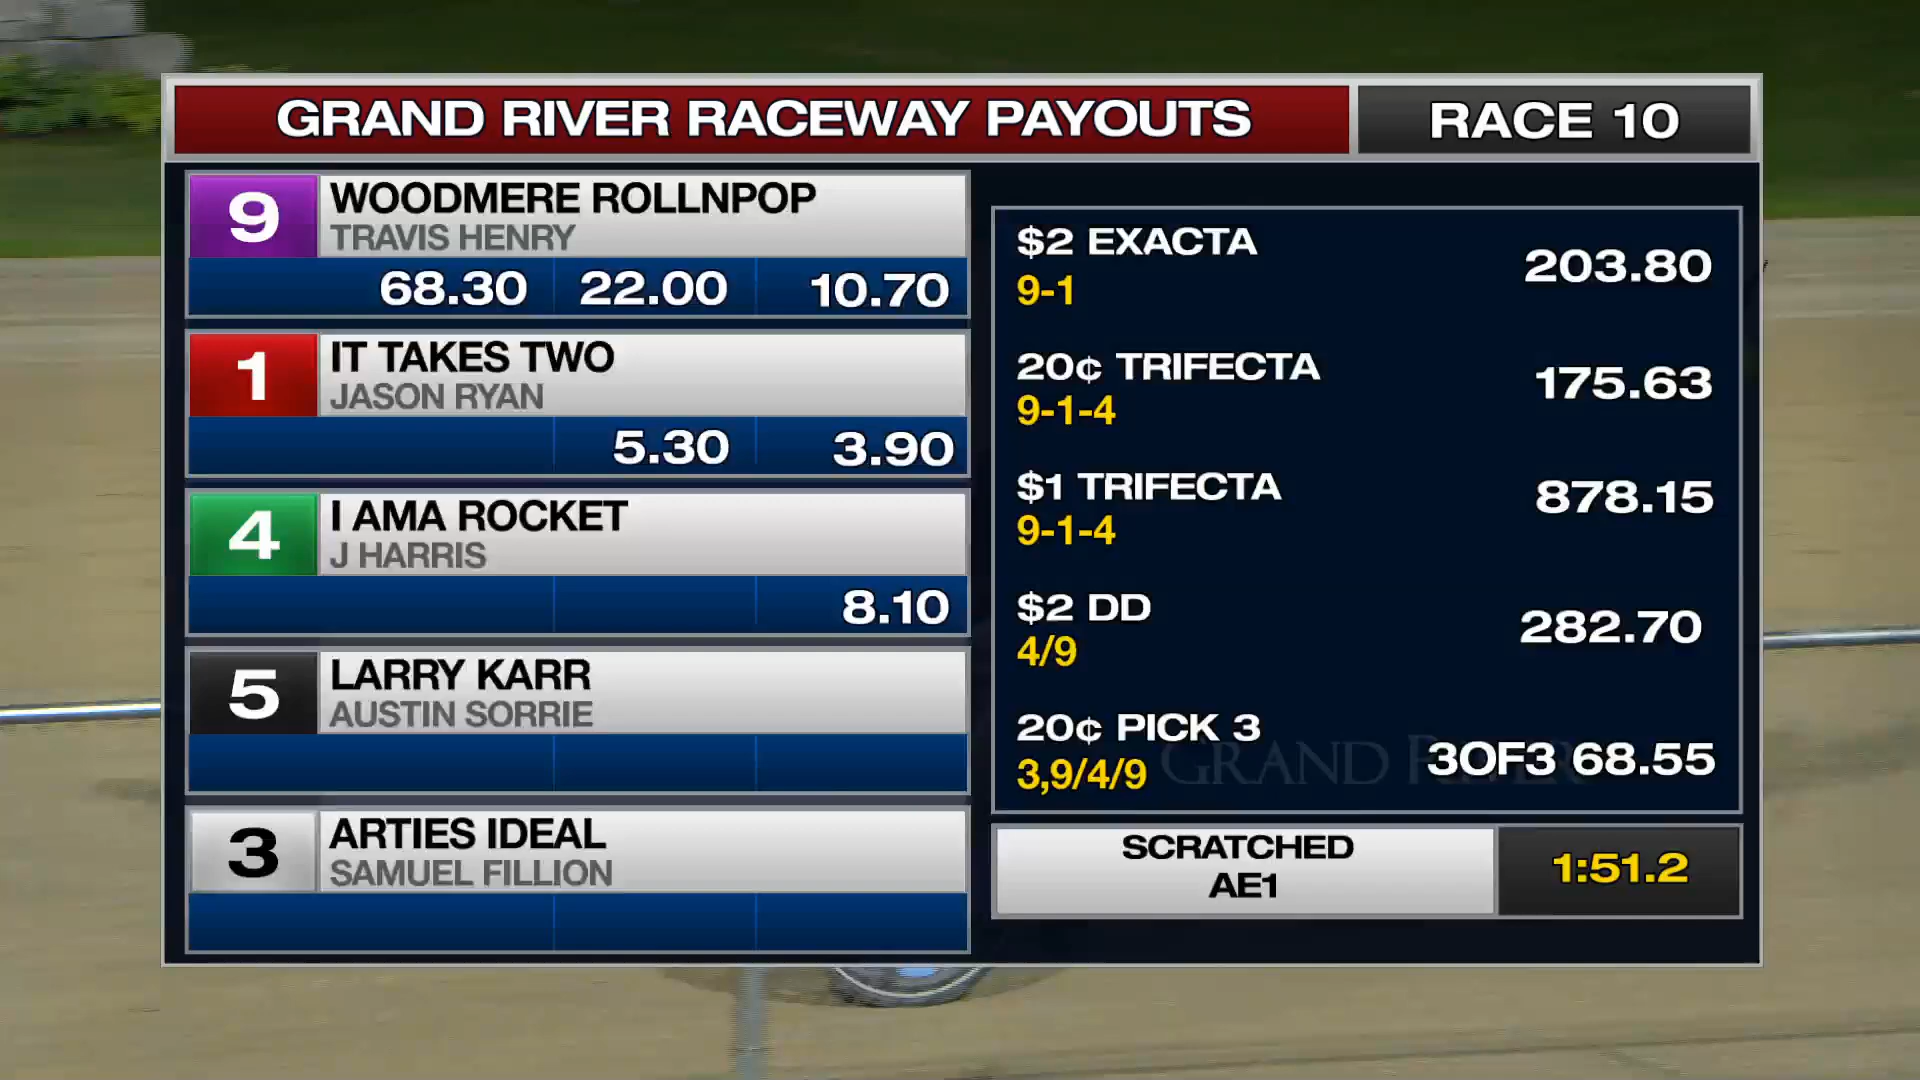 GRAND RIVER RACEWAY PAYOUTS
RACE 10
9
WOODMERE ROLLNPOP
TRAVIS HENRY
68.30 22.00 10.70
1
IT TAKES TWO
JASON RYAN
5.30 3.90
4
I AMA ROCKET
J HARRIS
8.10
5
LARRY KARR
AUSTIN SORRIE
3
ARTIES IDEAL
SAMUEL FILLION
$2 EXACTA
9-1
203.80
20¢ TRIFECTA
9-1-4
175.63
$1 TRIFECTA
9-1-4
878.15
$2 DD
4/9
282.70
20¢ PICK 3
3,9/4/9
3OF3 68.55
GRAND RIVER
SCRATCHED
AE1
1:51.2